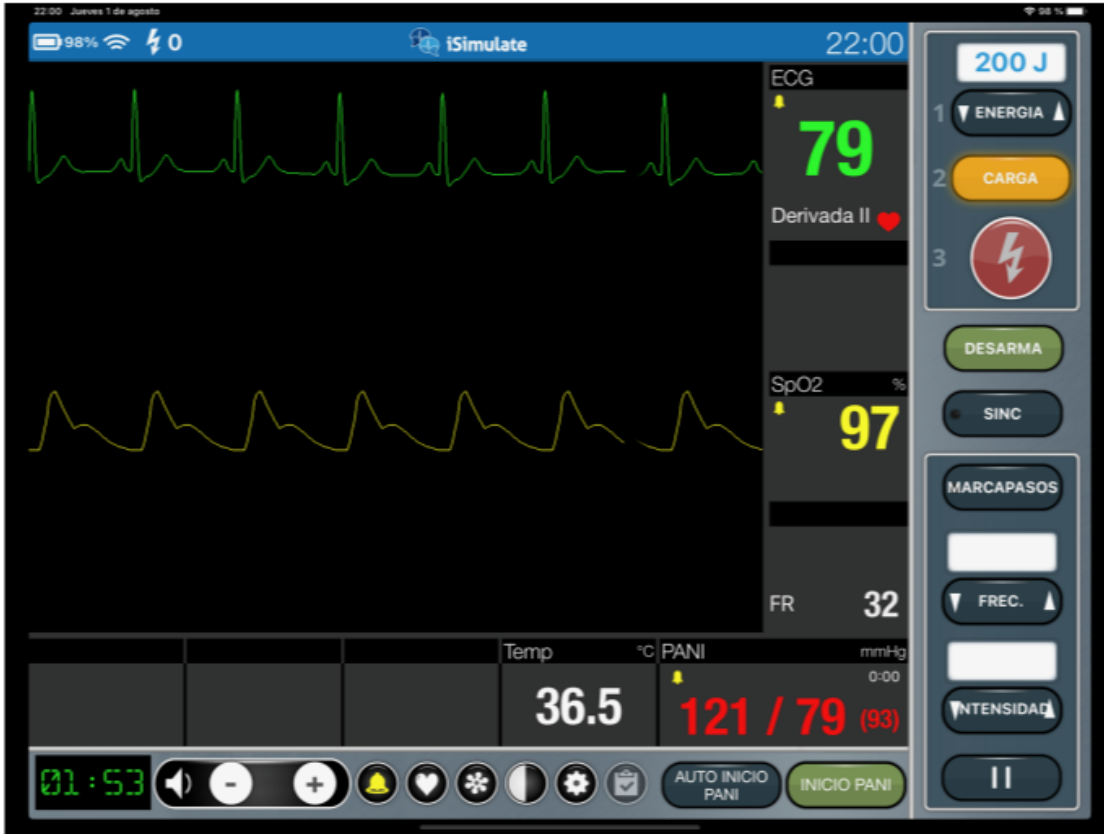 22:00 Jueves 1 de agosto
98 %
98% 0
iSimulate
22:00
ECG
79
Derivada II
SpO2 %
97
FR 32
Temp °C
36.5
PANI mmHg
0:00
121 / 79 (93)
01:53
- +
AUTO INICIO
PANI
INICIO PANI
200 J
1 ENERGIA
2 CARGA
3
DESARMA
SINC
MARCAPASOS
FREC.
INTENSIDAD